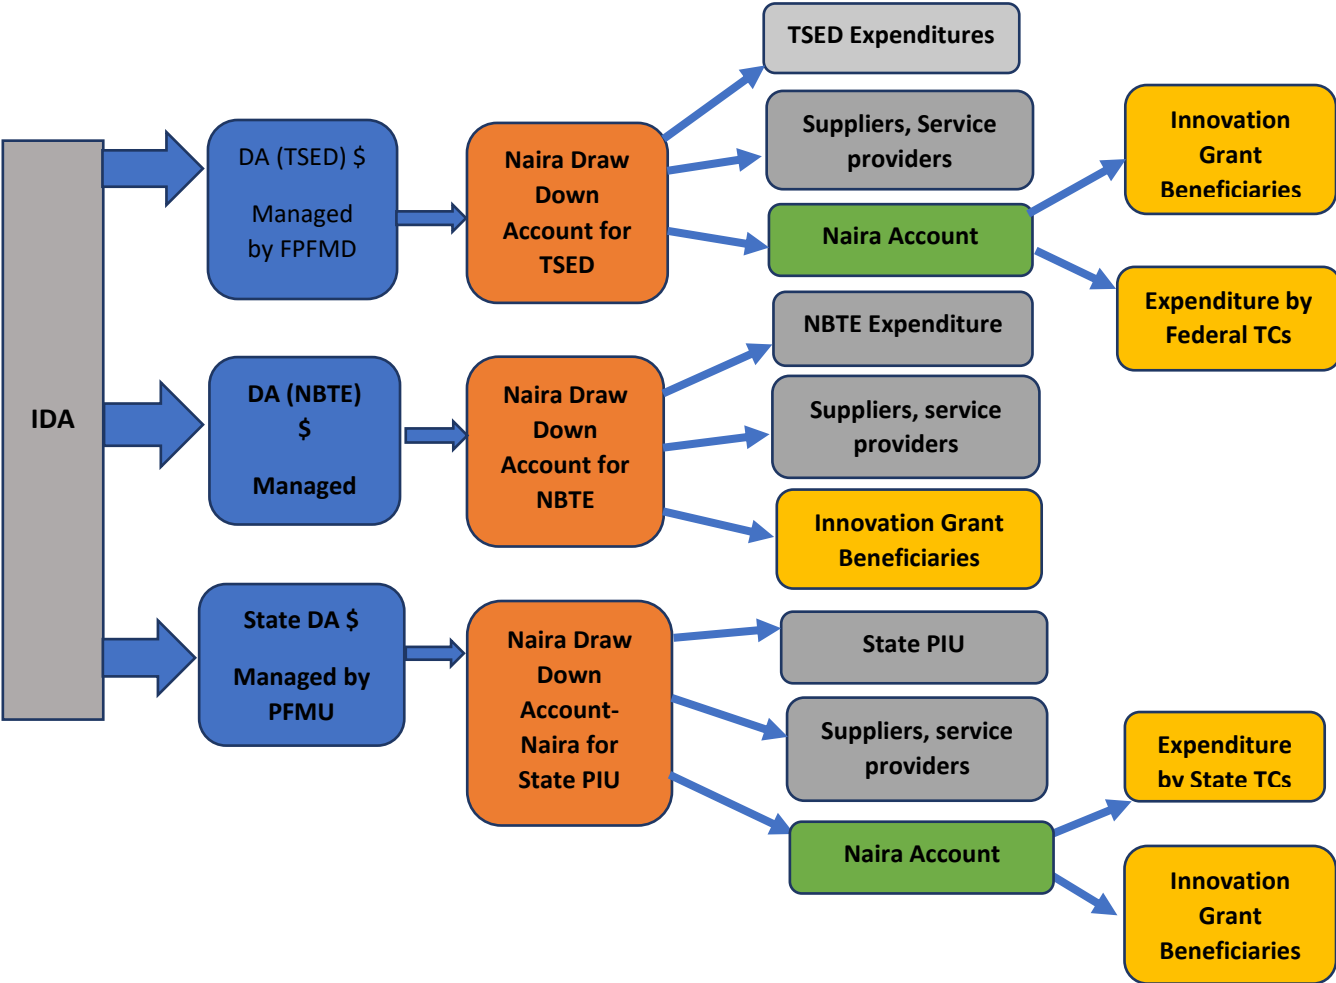 IDA
DA (TSED) $
Managed
by FPFMD
Naira Draw
Down
Account for
TSED
TSED Expenditures
Suppliers, Service
providers
Naira Account
Innovation
Grant
Beneficiaries
Expenditure by
Federal TCs
DA (NBTE)
$
Managed
Naira Draw
Down
Account for
NBTE
NBTE Expenditure
Suppliers, service
providers
Innovation Grant
Beneficiaries
State DA $
Managed by
PFMU
Naira Draw
Down
Account-
Naira for
State PIU
State PIU
Suppliers, service
providers
Naira Account
Expenditure
by State TCs
Innovation
Grant
Beneficiaries